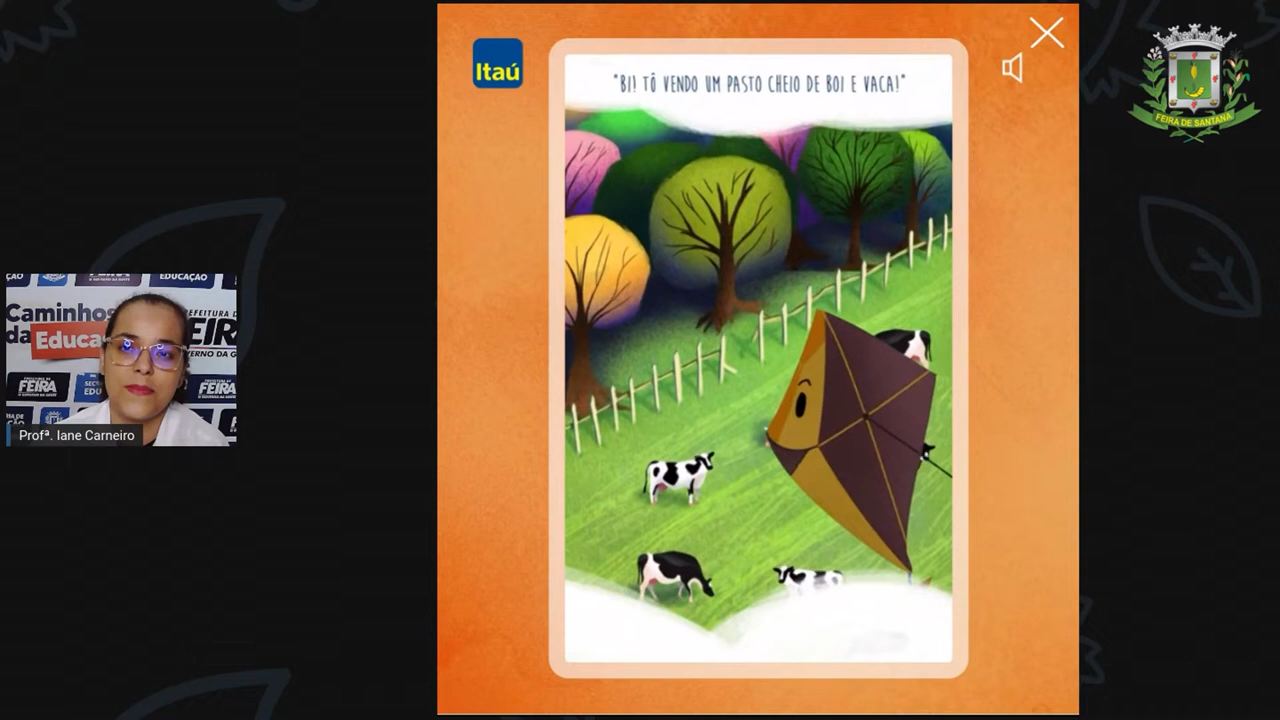 Itaú
"BI! TÔ VENDO UM PASTO CHEIO DE BOI E VACA!"
FEIRA DE SANTANA
EDUCAÇÃO
Caminhos
da Educa
FEIRA
FEIRA
Profª. Iane Carneiro